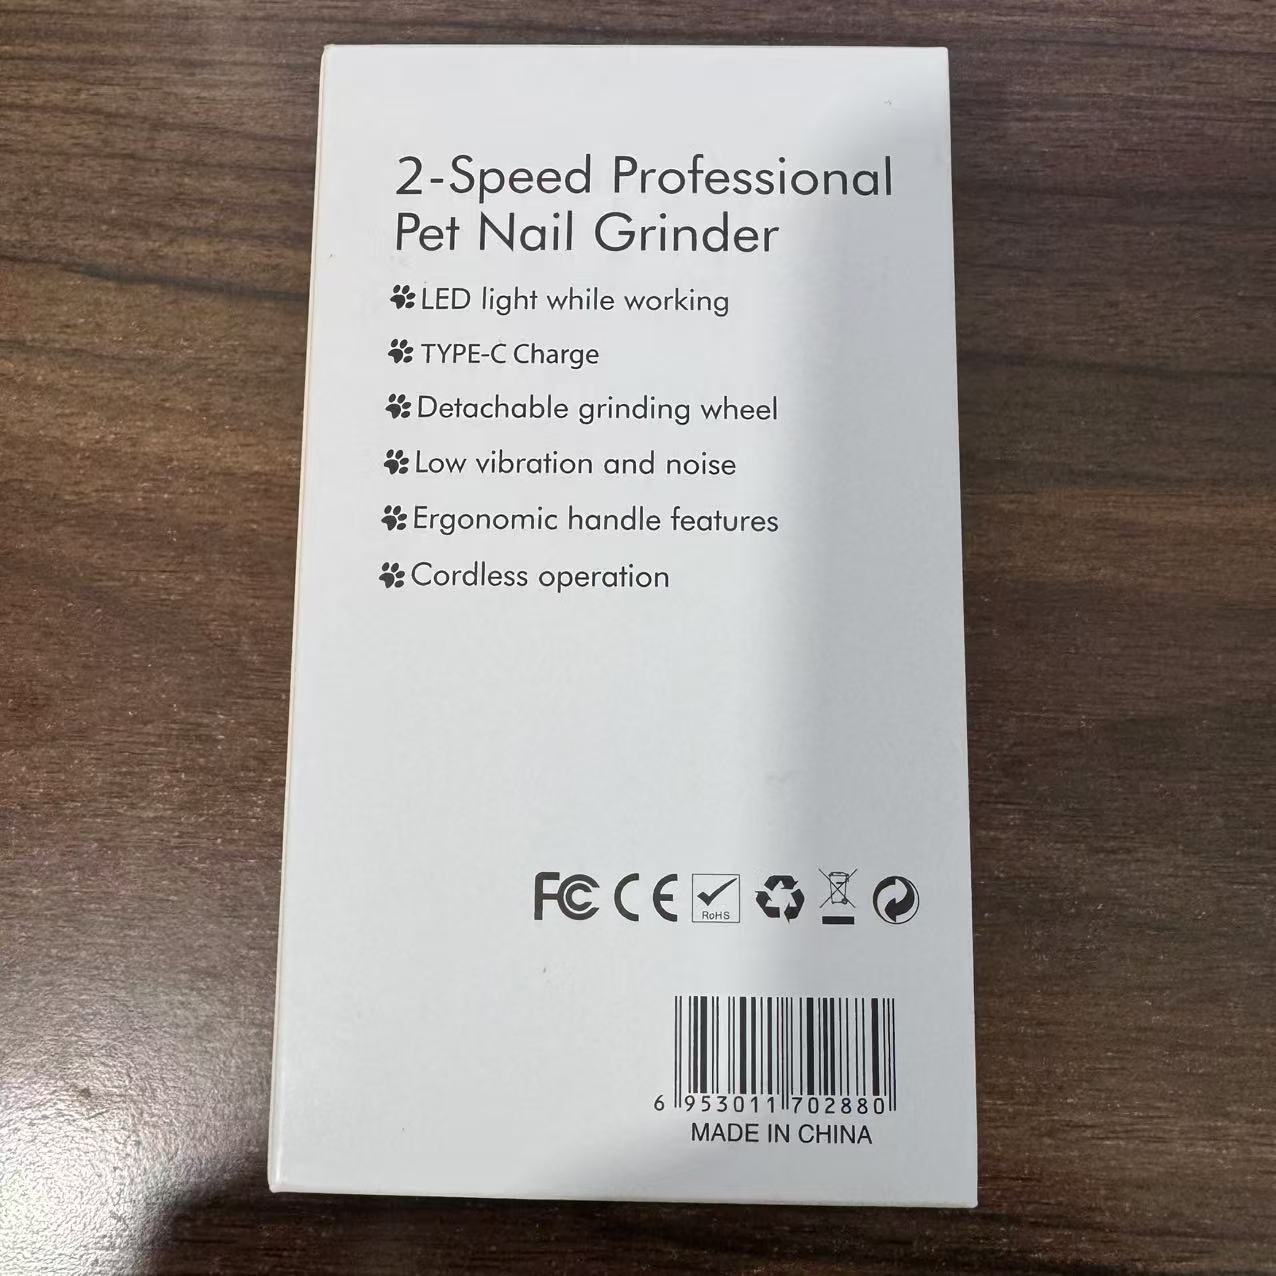 2-Speed Professional
Pet Nail Grinder
LED light while working
TYPE-C Charge
Detachable grinding wheel
Low vibration and noise
Ergonomic handle features
Cordless operation
FC CE RoHS
6 953011 702880
MADE IN CHINA